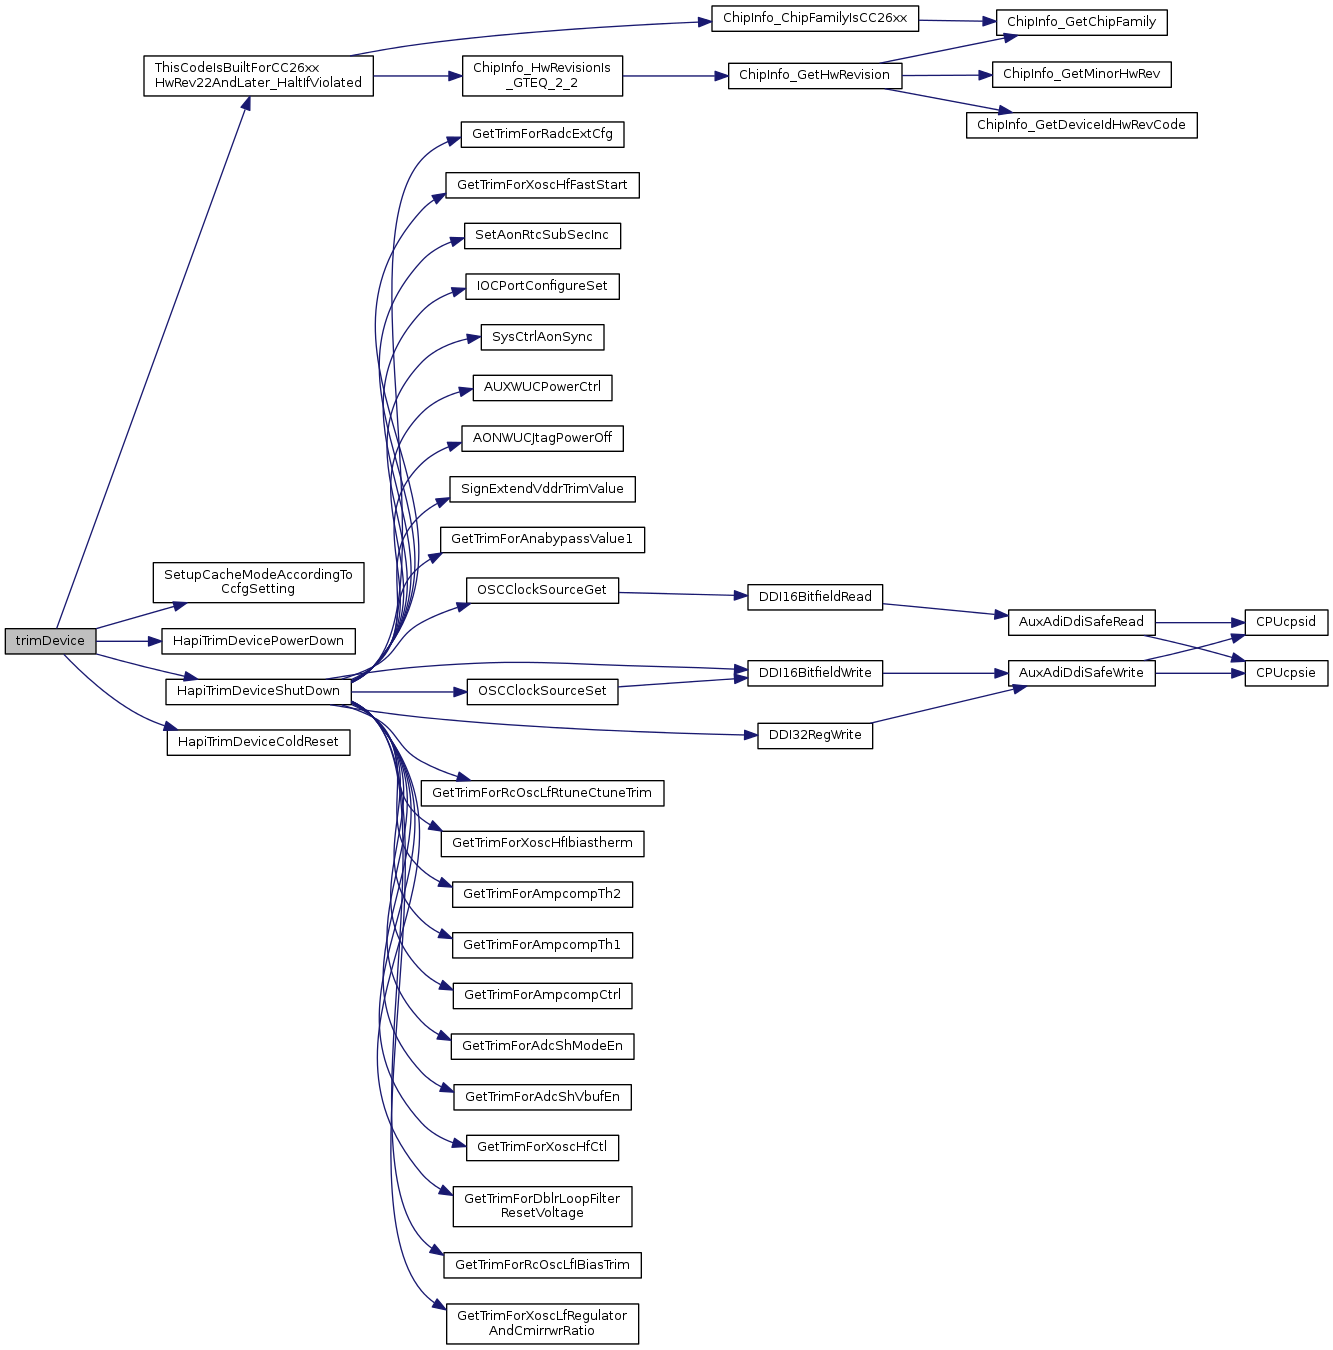 ChipInfo_ChipFamilyIsCC26xx
ChipInfo_GetChipFamily
ThisCodeIsBuiltForCC26xx
HwRev22AndLater_HaltIfViolated
ChipInfo_HwRevisionIs
_GTEQ_2_2
ChipInfo_GetHwRevision
ChipInfo_GetMinorHwRev
ChipInfo_GetDeviceIdHwRevCode
GetTrimForRadcExtCfg
GetTrimForXoscHfFastStart
SetAonRtcSubSecInc
IOCPortConfigureSet
SysCtrlAonSync
AUXWUCPowerCtrl
AONWUCJtagPowerOff
SignExtendVddrTrimValue
GetTrimForAnabypassValue1
SetupCacheModeAccordingTo
CcfgSetting
OSCClockSourceGet
DDI16BitfieldRead
AuxAdiDdiSafeRead
CPUcpsid
trimDevice
HapiTrimDevicePowerDown
HapiTrimDeviceShutDown
OSCClockSourceSet
DDI16BitfieldWrite
AuxAdiDdiSafeWrite
CPUcpsie
HapiTrimDeviceColdReset
DDI32RegWrite
GetTrimForRcOscLfRtuneCtuneTrim
GetTrimForXoscHfIbiastherm
GetTrimForAmpcompTh2
GetTrimForAmpcompTh1
GetTrimForAmpcompCtrl
GetTrimForAdcShModeEn
GetTrimForAdcShVbufEn
GetTrimForXoscHfCtl
GetTrimForDblrLoopFilter
ResetVoltage
GetTrimForRcOscLfIBiasTrim
GetTrimForXoscLfRegulator
AndCmirrwrRatio